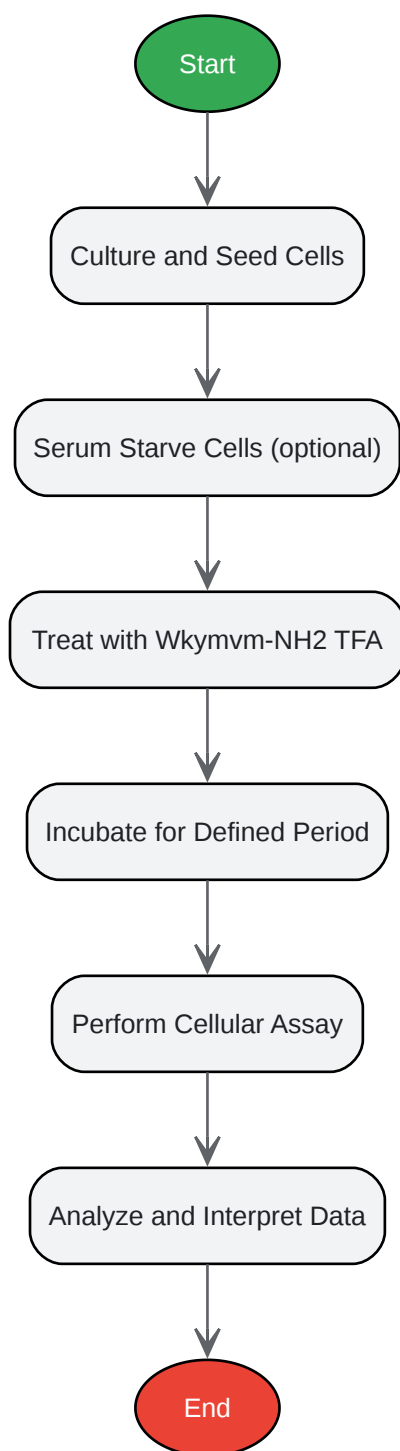 Start
Culture and Seed Cells
Serum Starve Cells (optional)
Treat with Wkymvm-NH2 TFA
Incubate for Defined Period
Perform Cellular Assay
Analyze and Interpret Data
End